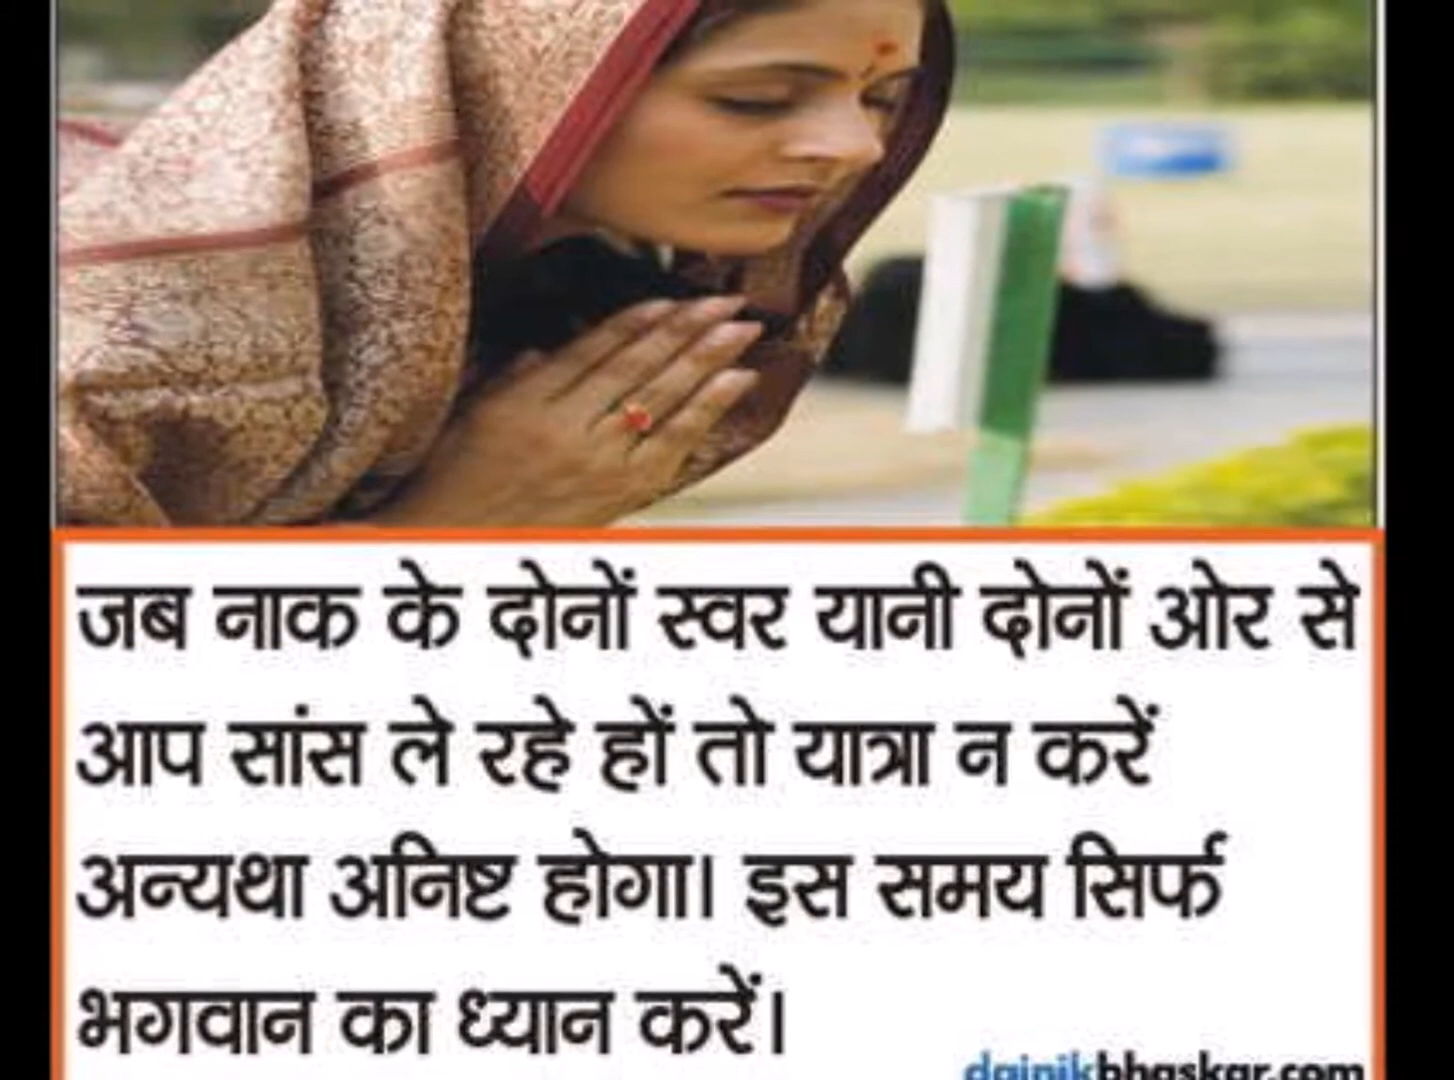 जब नाक के दोनों स्वर यानी दोनों ओर से
आप सांस ले रहे हों तो यात्रा न करें
अन्यथा अनिष्ट होगा। इस समय सिर्फ
भगवान का ध्यान करें।
dainikbhaskar.com